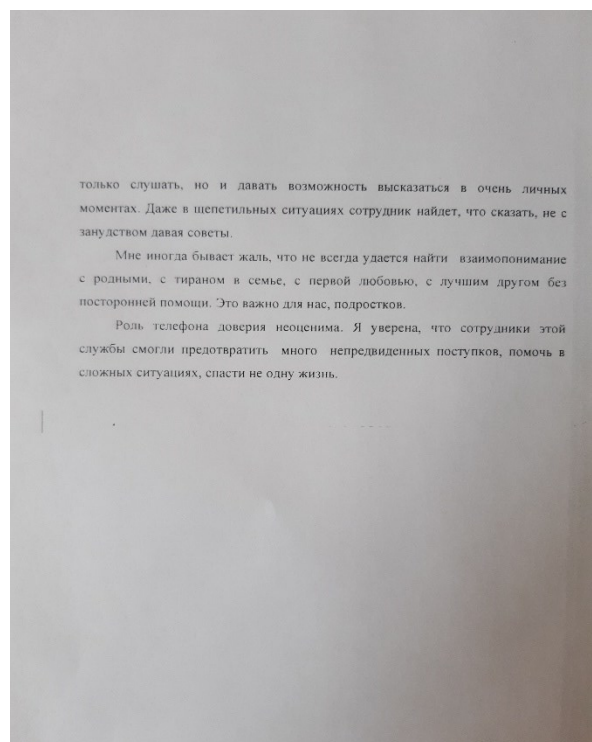 только слушать, но и давать возможность высказаться в очень личных
моментах. Даже в щепетильных ситуациях сотрудник найдет, что сказать, не с
занудством давая советы.
Мне иногда бывает жаль, что не всегда удается найти взаимопонимание
с родными, с тираном в семье, с первой любовью, с лучшим другом без
посторонней помощи. Это важно для нас, подростков.
Роль телефона доверия неоценима. Я уверена, что сотрудники этой
службы смогли предотвратить много непредвиденных поступков, помочь в
сложных ситуациях, спасти не одну жизнь.